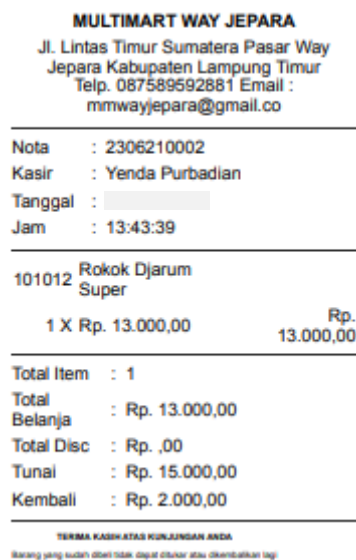 MULTIMART WAY JEPARA
Jl. Lintas Timur Sumatera Pasar Way
Jepara Kabupaten Lampung Timur
Telp. 087589592881 Email :
mmwayjepara@gmail.co
Nota : 2306210002
Kasir : Yenda Purbadian
Tanggal :
Jam : 13:43:39
101012 Rokok Djarum
Super
1 X Rp. 13.000,00 Rp.
13.000,00
Total Item : 1
Total
Belanja : Rp. 13.000,00
Total Disc : Rp. ,00
Tunai : Rp. 15.000,00
Kembali : Rp. 2.000,00
TERIMA KASIH ATAS KUNJUNGAN ANDA
Barang yang sudah dibeli tidak dapat ditukar atau dikembalikan lagi